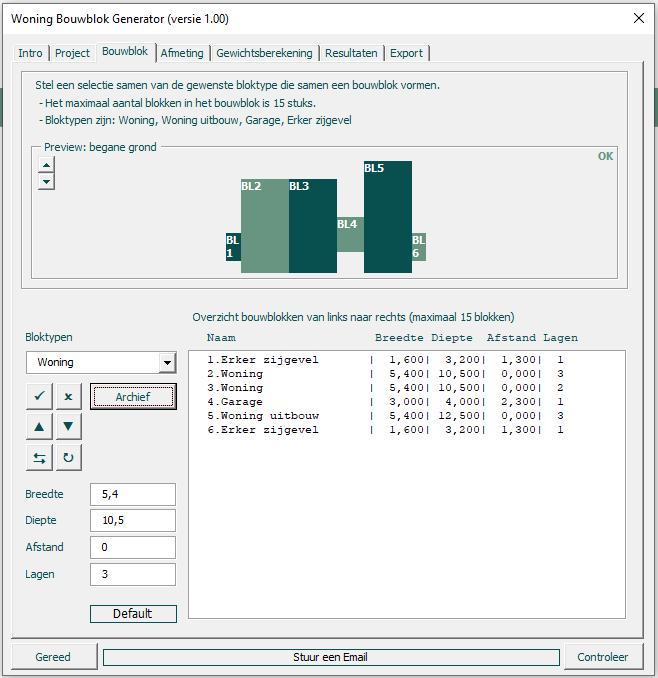 Woning Bouwblok Generator (versie 1.00)
Intro Project Bouwblok Afmeting Gewichtsberekening Resultaten Export
Stel een selectie samen van de gewenste bloktype die samen een bouwblok vormen.
- Het maximaal aantal blokken in het bouwblok is 15 stuks.
- Bloktypen zijn: Woning, Woning uitbouw, Garage, Erker zijgevel
Preview: begane grond
OK
BL 1
BL2
BL3
BL4
BL5
BL 6
Overzicht bouwblokken van links naar rechts (maximaal 15 blokken)
Bloktypen
Naam Breedte Diepte Afstand Lagen
Woning
1.Erker zijgevel | 1,600| 3,200| 1,300| 1
2.Woning | 5,400| 10,500| 0,000| 3
3.Woning | 5,400| 10,500| 0,000| 2
4.Garage | 3,000| 4,000| 2,300| 1
5.Woning uitbouw | 5,400| 12,500| 0,000| 3
6.Erker zijgevel | 1,600| 3,200| 1,300| 1
Archief
Breedte 5,4
Diepte 10,5
Afstand 0
Lagen 3
Default
Gereed Stuur een Email Controleer